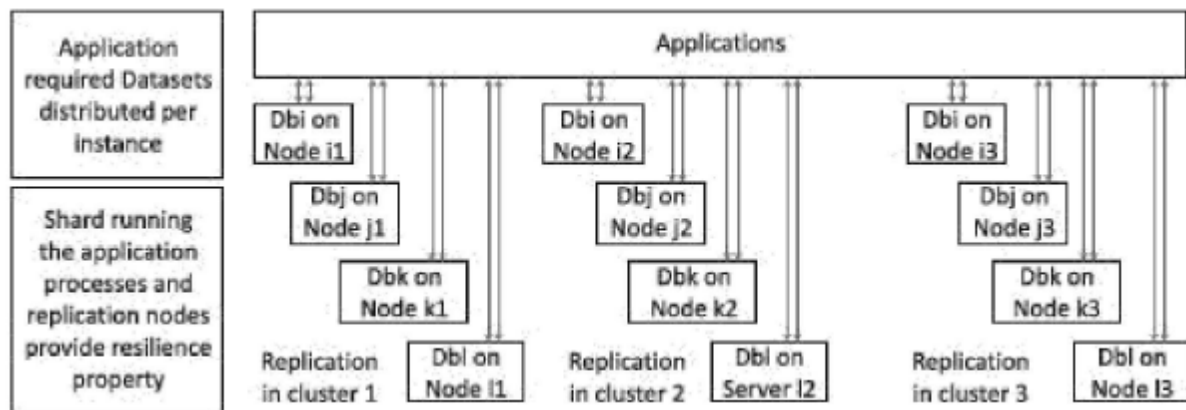 Application
required Datasets
distributed per
instance
Shard running
the application
processes and
replication nodes
provide resilience
property
Applications
Dbi on
Node i1
Dbj on
Node j1
Dbk on
Node k1
Dbl on
Node l1
Replication
in cluster 1
Dbi on
Node i2
Dbj on
Node j2
Dbk on
Node k2
Dbl on
Server l2
Replication
in cluster 2
Dbi on
Node i3
Dbj on
Node j3
Dbk on
Node k3
Dbl on
Node l3
Replication
in cluster 3